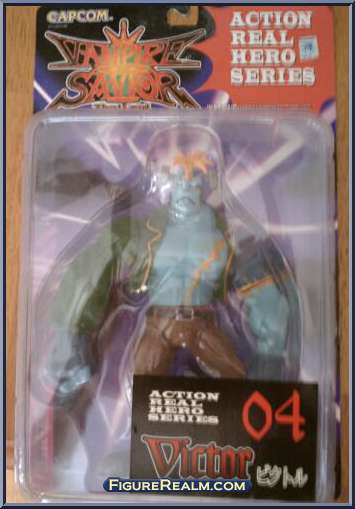 CAPCOM
ACTION
REAL
HERO
SERIES
VAMPIRE
SAVIOR
ACTION
REAL
HERO
SERIES
04
Victor
ビクトル
FIGUREREALM.COM